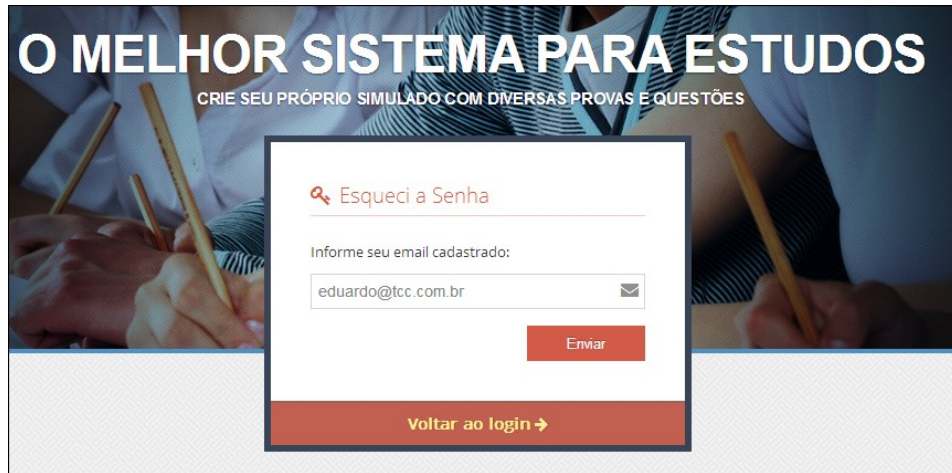 O MELHOR SISTEMA PARA ESTUDOS
CRIE SEU PRÓPRIO SIMULADO COM DIVERSAS PROVAS E QUESTÕES
Esqueci a Senha
Informe seu email cadastrado:
eduardo@tcc.com.br
Enviar
Voltar ao login